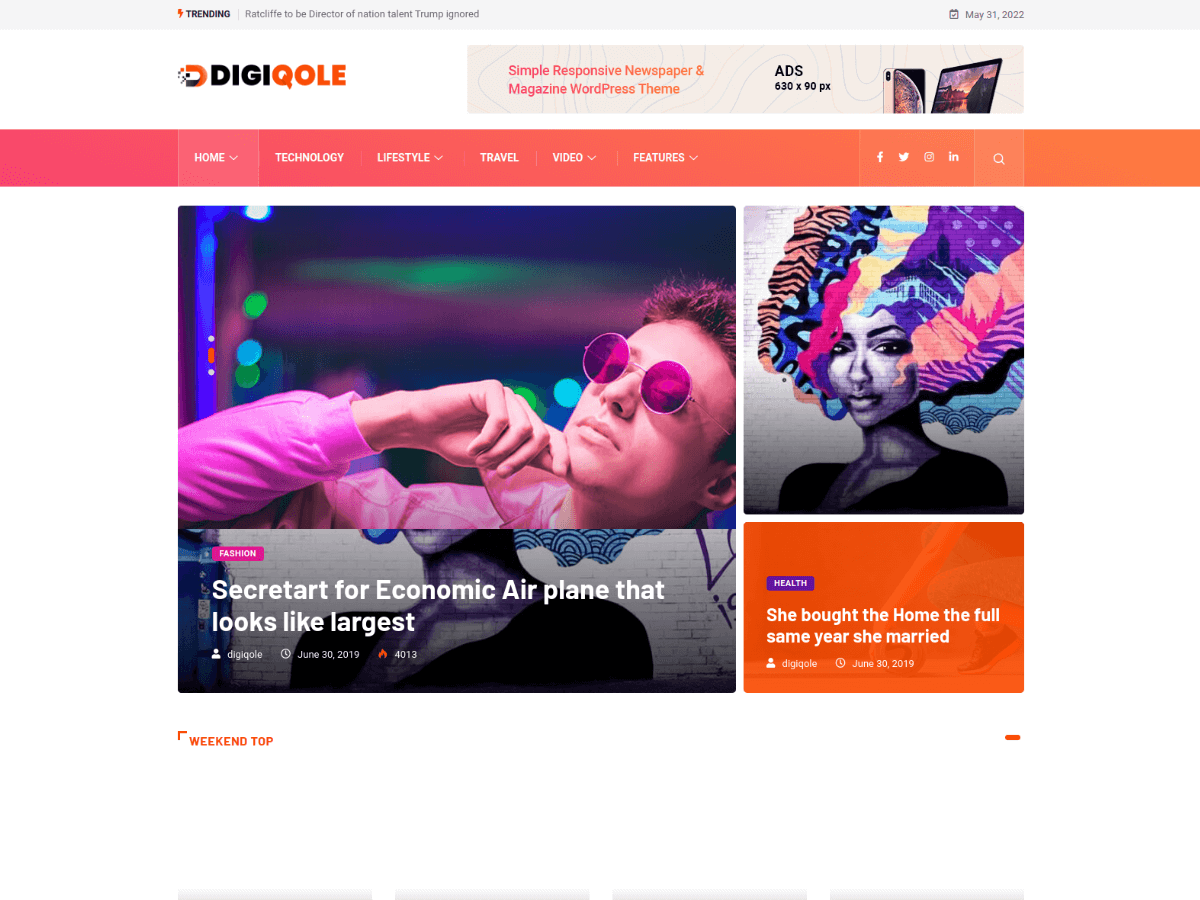 TRENDING Ratcliffe to be Director of nation talent Trump ignored May 31, 2022
DIGIQOLE
Simple Responsive Newspaper &
Magazine WordPress Theme
ADS
630 x 90 px
HOME TECHNOLOGY LIFESTYLE TRAVEL VIDEO FEATURES
FASHION
Secretart for Economic Air plane that
looks like largest
digiqole June 30, 2019 4013
HEALTH
She bought the Home the full
same year she married
digiqole June 30, 2019
WEEKEND TOP